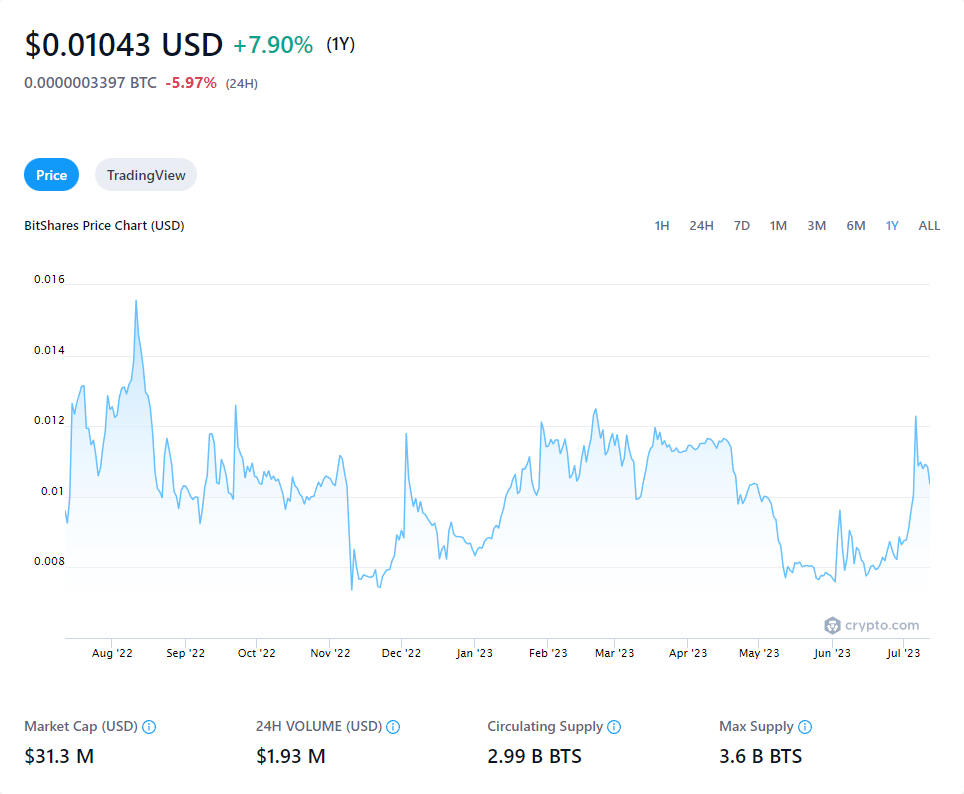 $0.01043 USD +7.90% (1Y)
0.0000003397 BTC -5.97% (24H)
Price TradingView
BitShares Price Chart (USD) 1H 24H 7D 1M 3M 6M 1Y ALL
0.016
0.014
0.012
0.01
0.008
crypto.com
Aug '22 Sep '22 Oct '22 Nov '22 Dec '22 Jan '23 Feb '23 Mar '23 Apr '23 May '23 Jun '23 Jul '23
Market Cap (USD) 24H VOLUME (USD) Circulating Supply Max Supply
$31.3 M $1.93 M 2.99 B BTS 3.6 B BTS